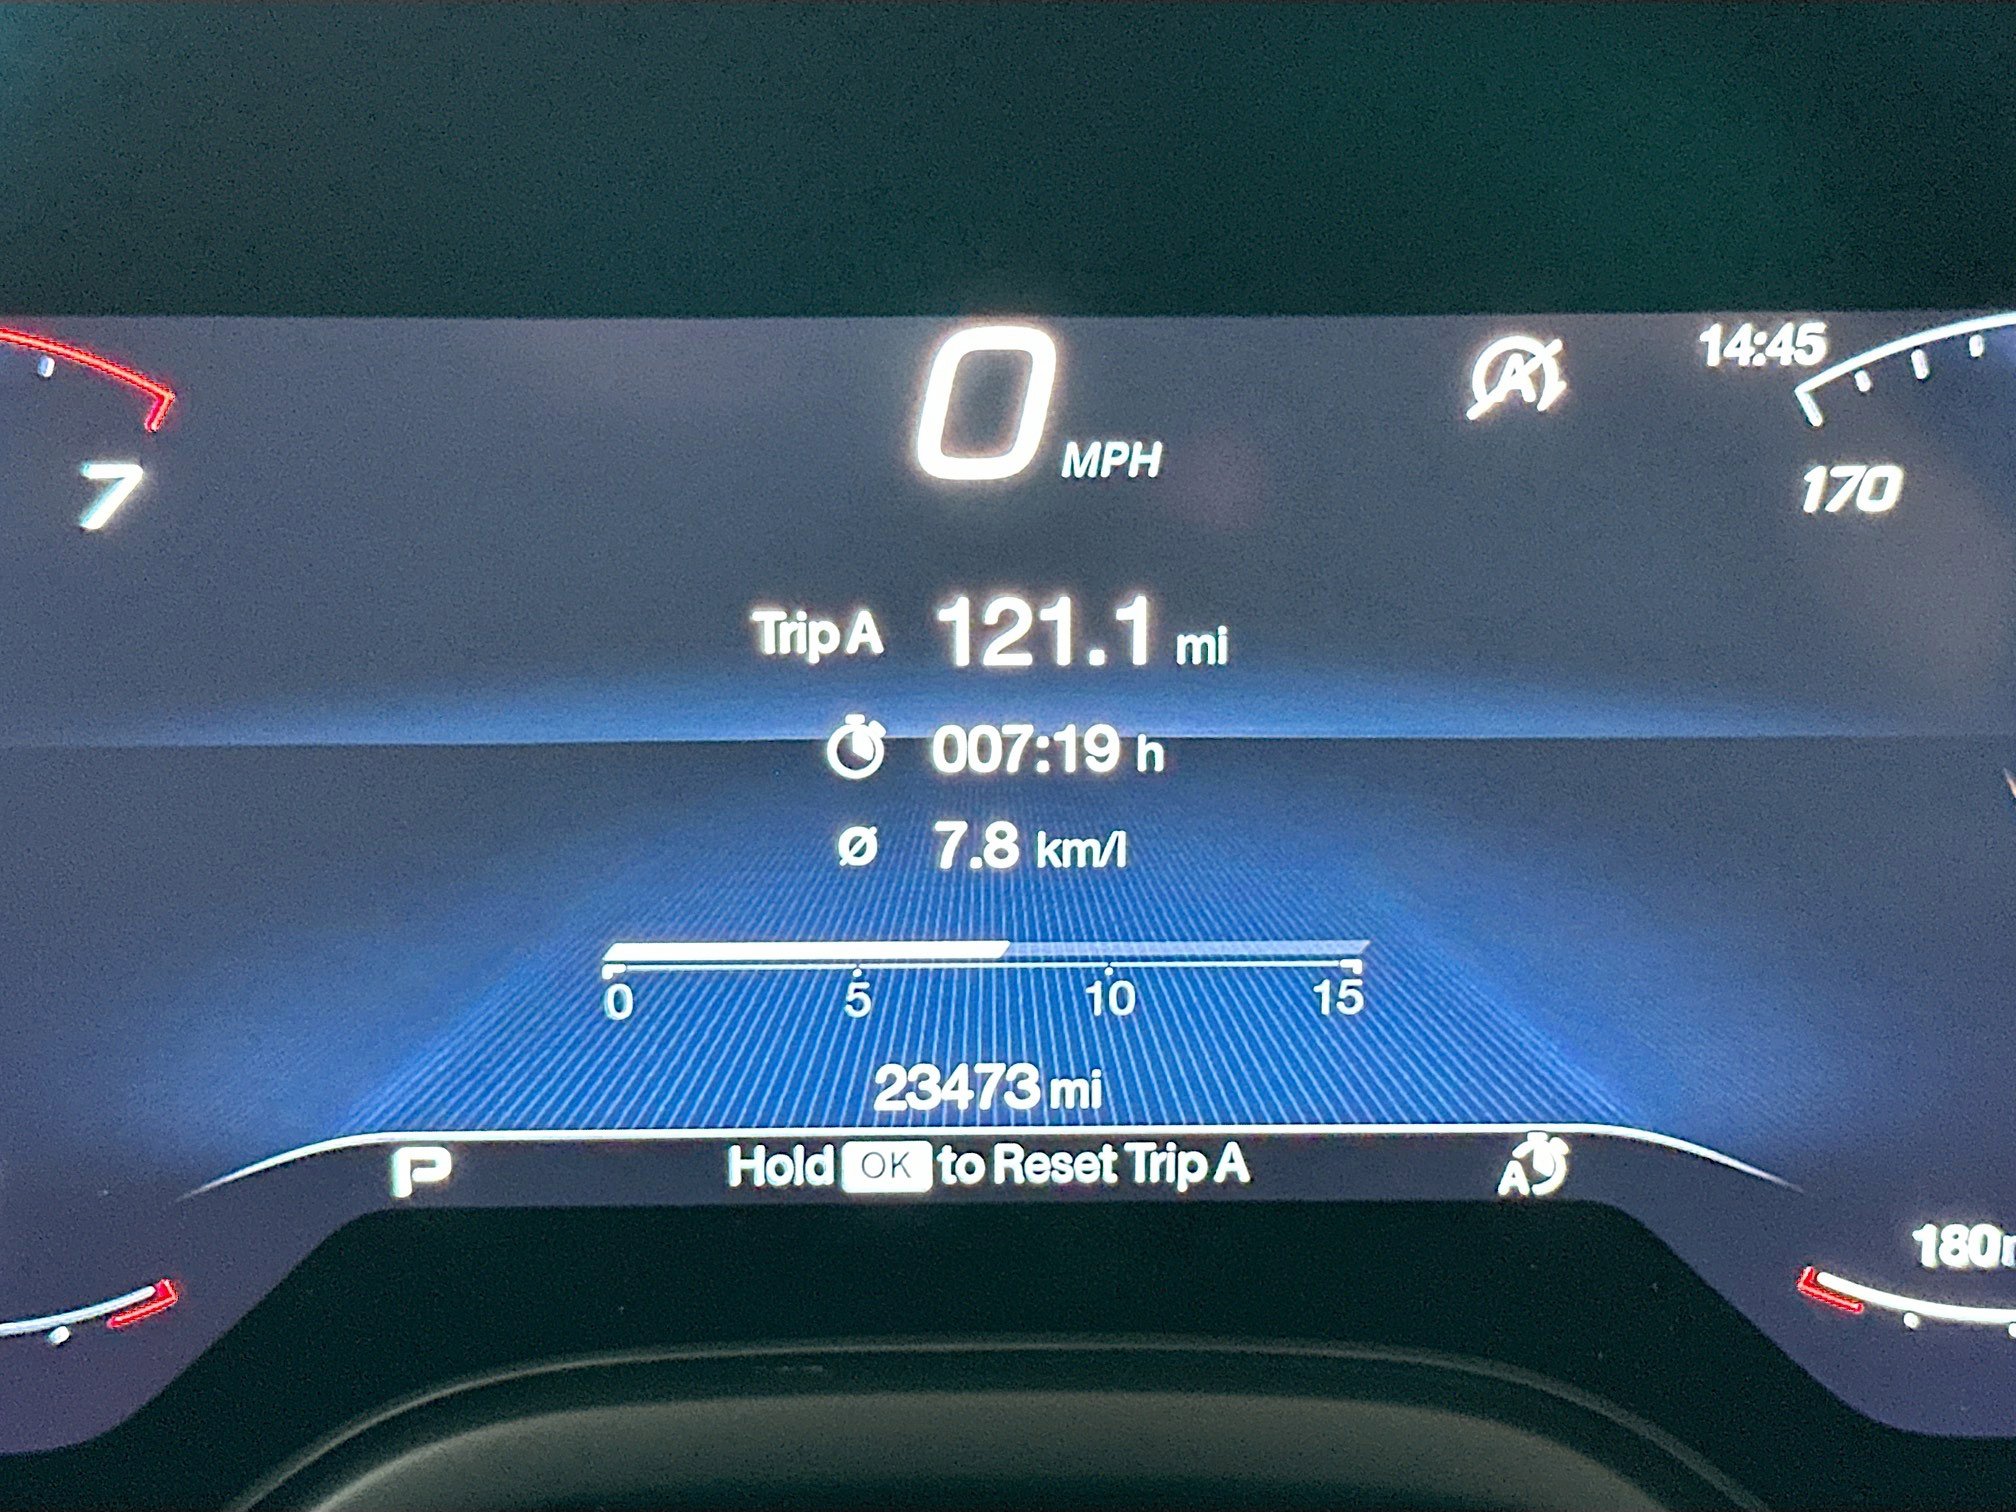 0 MPH
14:45
7
170
Trip A 121.1 mi
007:19 h
Ø 7.8 km/l
0 5 10 15
23473 mi
P Hold OK to Reset Trip A A
180